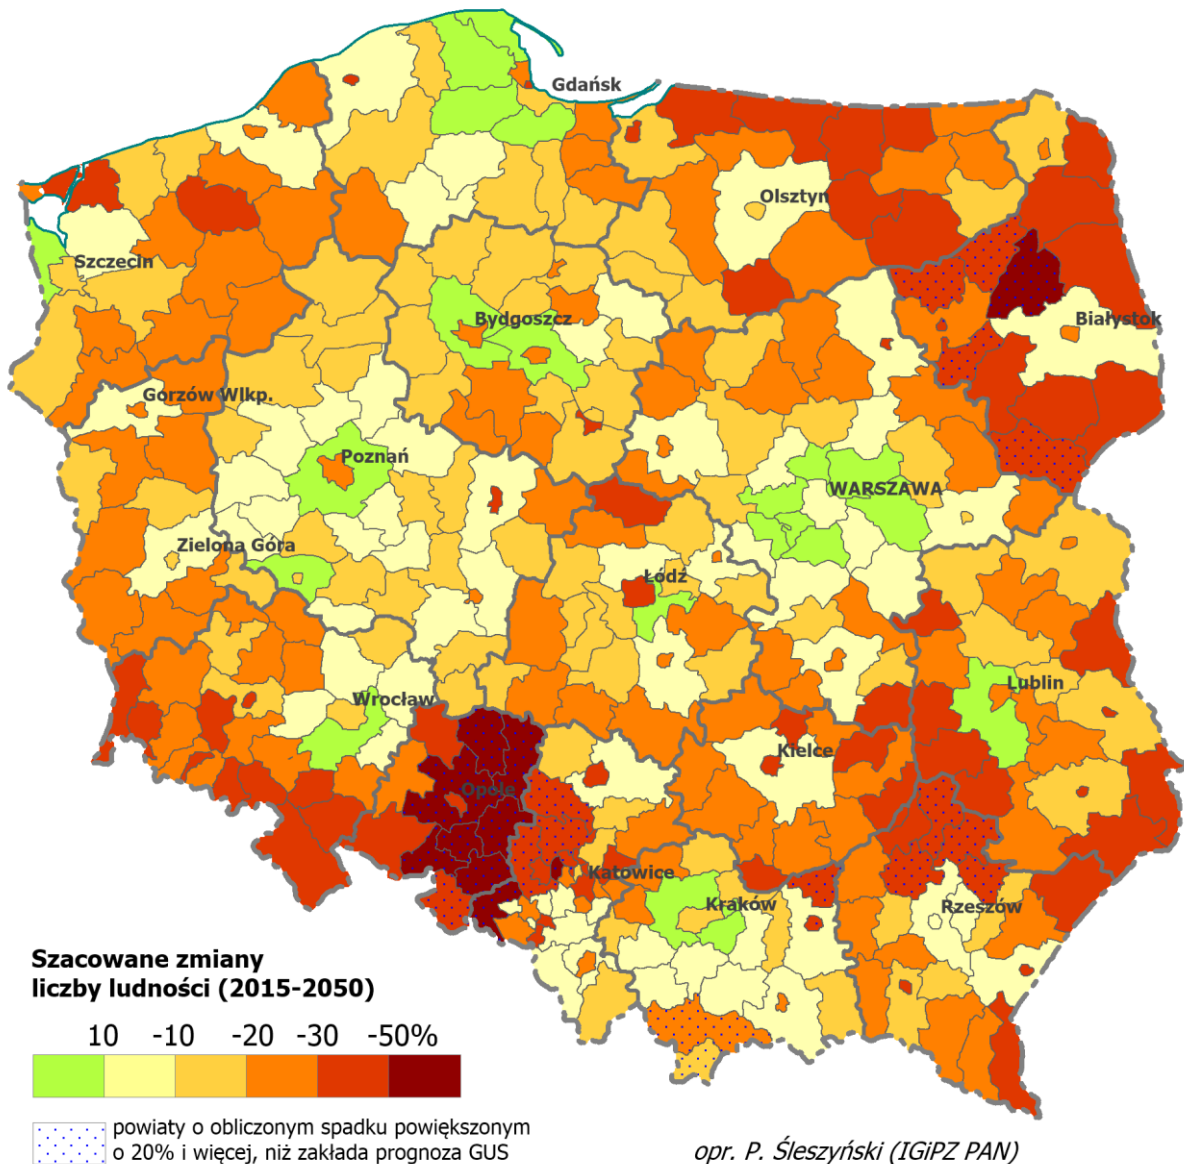 Gdańsk
Olsztyn
Szczecin
Bydgoszcz
Białystok
Gorzów Wlkp.
Poznań
WARSZAWA
Zielona Góra
Łódź
Wrocław
Lublin
Kielce
Opole
Katowice
Kraków
Rzeszów
Szacowane zmiany
liczby ludności (2015-2050)
10 -10 -20 -30 -50%
powiaty o obliczonym spadku powiększonym
o 20% i więcej, niż zakłada prognoza GUS
opr. P. Śleszyński (IGiPZ PAN)